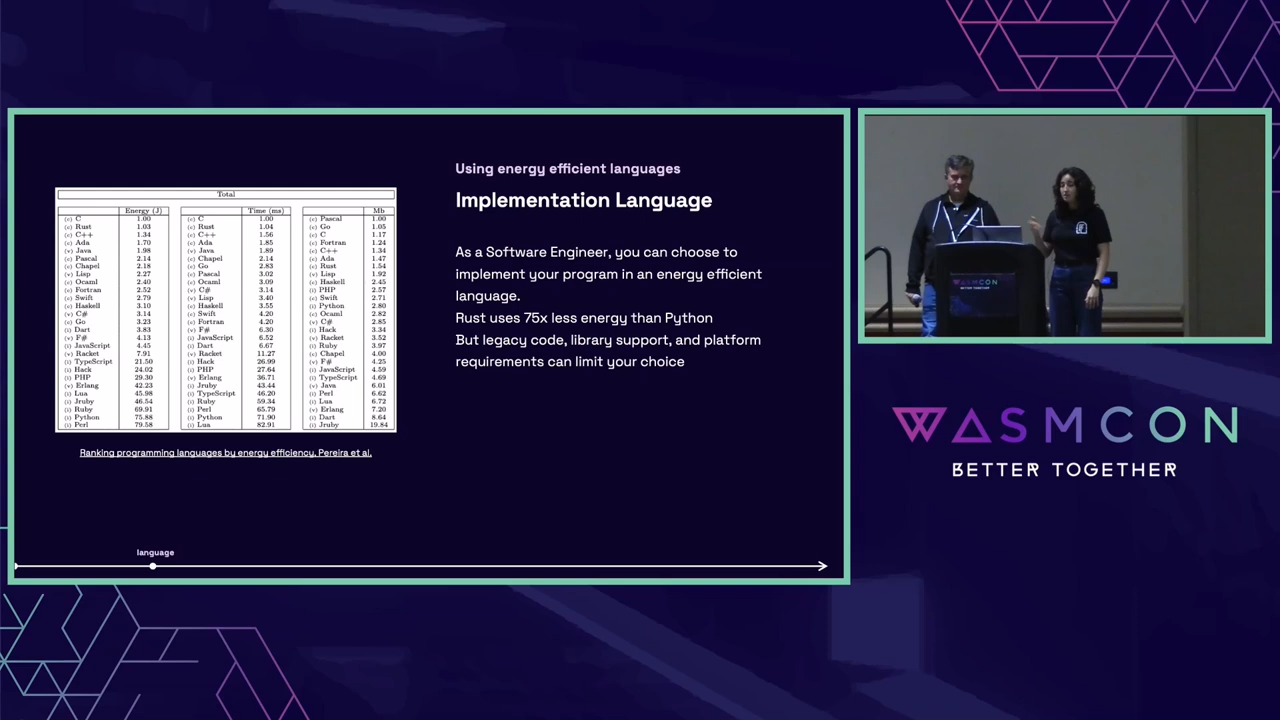 Total
Energy (J)
(c) C 1.00
(c) Rust 1.03
(c) C++ 1.34
(c) Ada 1.70
(v) Java 1.98
(c) Pascal 2.14
(c) Chapel 2.18
(v) Lisp 2.27
(c) Ocaml 2.40
(c) Fortran 2.52
(c) Swift 2.79
(c) Haskell 3.10
(v) C# 3.14
(c) Go 3.23
(i) Dart 3.83
(v) F# 4.13
(i) JavaScript 4.45
(v) Racket 7.91
(i) TypeScript 21.50
(i) Hack 24.02
(i) PHP 29.30
(v) Erlang 42.23
(i) Lua 45.98
(i) Jruby 46.54
(i) Ruby 69.91
(i) Python 75.88
(i) Perl 79.58
Time (ms)
(c) C 1.00
(c) Rust 1.04
(c) C++ 1.56
(c) Ada 1.85
(v) Java 1.89
(c) Chapel 2.14
(c) Go 2.83
(c) Pascal 3.02
(c) Ocaml 3.09
(v) C# 3.14
(v) Lisp 3.40
(c) Haskell 3.55
(c) Swift 4.20
(c) Fortran 4.20
(v) F# 6.30
(i) JavaScript 6.52
(i) Dart 6.67
(v) Racket 11.27
(i) Hack 26.99
(i) PHP 27.64
(v) Erlang 36.71
(i) Jruby 43.44
(i) TypeScript 46.20
(i) Ruby 59.34
(i) Perl 65.79
(i) Python 71.90
(i) Lua 82.91
Mb
(c) Pascal 1.00
(c) Go 1.05
(c) C 1.17
(c) Fortran 1.24
(c) C++ 1.34
(c) Ada 1.47
(c) Rust 1.54
(v) Lisp 1.92
(c) Haskell 2.45
(i) PHP 2.57
(c) Swift 2.71
(i) Python 2.80
(c) Ocaml 2.82
(v) C# 2.85
(i) Hack 3.34
(v) Racket 3.52
(i) Ruby 3.97
(c) Chapel 4.00
(v) F# 4.25
(i) JavaScript 4.59
(i) TypeScript 4.69
(v) Java 6.01
(i) Perl 6.62
(i) Lua 6.72
(v) Erlang 7.20
(i) Dart 8.64
(i) Jruby 19.84
Ranking programming languages by energy efficiency, Pereira et al.
Using energy efficient languages
Implementation Language
As a Software Engineer, you can choose to
implement your program in an energy efficient
language.
Rust uses 75x less energy than Python
But legacy code, library support, and platform
requirements can limit your choice
language
WASMCON
BETTER TOGETHER
WASMCON
BETTER TOGETHER